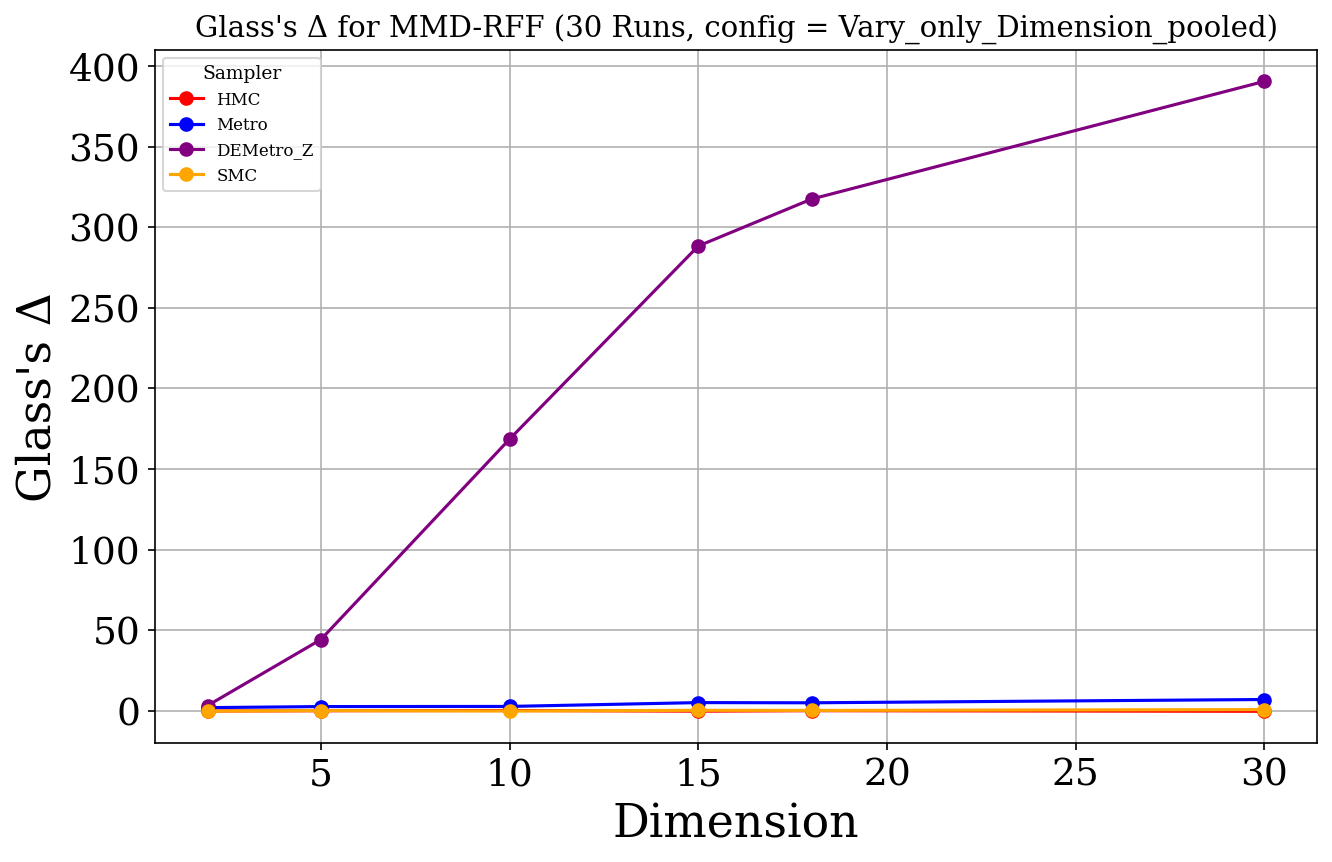 Glass's Δ for MMD-RFF (30 Runs, config = Vary_only_Dimension_pooled)
Sampler
HMC
Metro
DEMetro_Z
SMC
Glass's Δ
400
350
300
250
200
150
100
50
0
5 10 15 20 25 30
Dimension